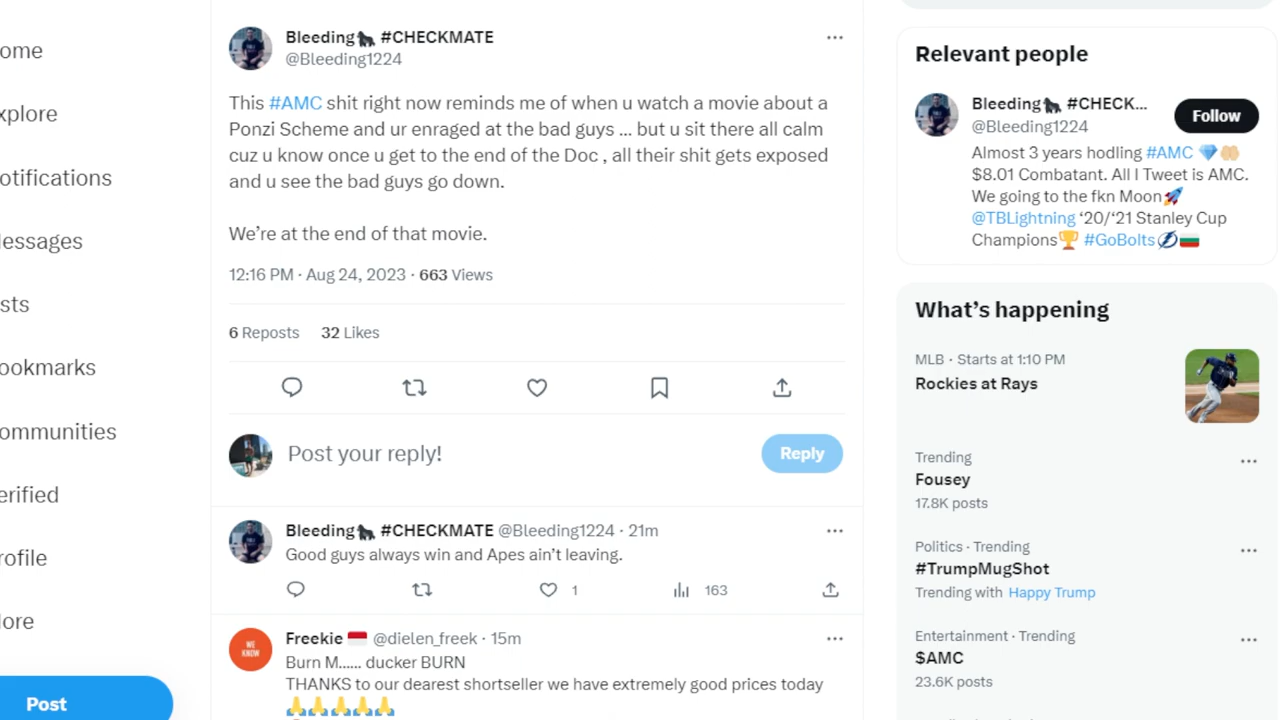 ome
xplore
otifications
lessages
sts
ookmarks
ommunities
erified
rofile
lore
Post
Bleeding🦍 #CHECKMATE
@Bleeding1224
This #AMC shit right now reminds me of when u watch a movie about a
Ponzi Scheme and ur enraged at the bad guys ... but u sit there all calm
cuz u know once u get to the end of the Doc , all their shit gets exposed
and u see the bad guys go down.
We’re at the end of that movie.
12:16 PM · Aug 24, 2023 · 663 Views
6 Reposts 32 Likes
Post your reply!
Reply
Bleeding🦍 #CHECKMATE @Bleeding1224 · 21m
Good guys always win and Apes ain’t leaving.
1 163
WE
KNOW
Freekie 🇮🇩 @dielen_freek · 15m
Burn M...... ducker BURN
THANKS to our dearest shortseller we have extremely good prices today
🙏🙏🙏🙏🙏
Relevant people
Bleeding🦍 #CHECK...
@Bleeding1224
Follow
Almost 3 years hodling #AMC 💎🤲🏼
$8.01 Combatant. All I Tweet is AMC.
We going to the fkn Moon🚀
@TBLightning ‘20/‘21 Stanley Cup
Champions🏆 #GoBolts 🇧🇬
What’s happening
MLB · Starts at 1:10 PM
Rockies at Rays
Trending
Fousey
17.8K posts
Politics · Trending
#TrumpMugShot
Trending with Happy Trump
Entertainment · Trending
$AMC
23.6K posts